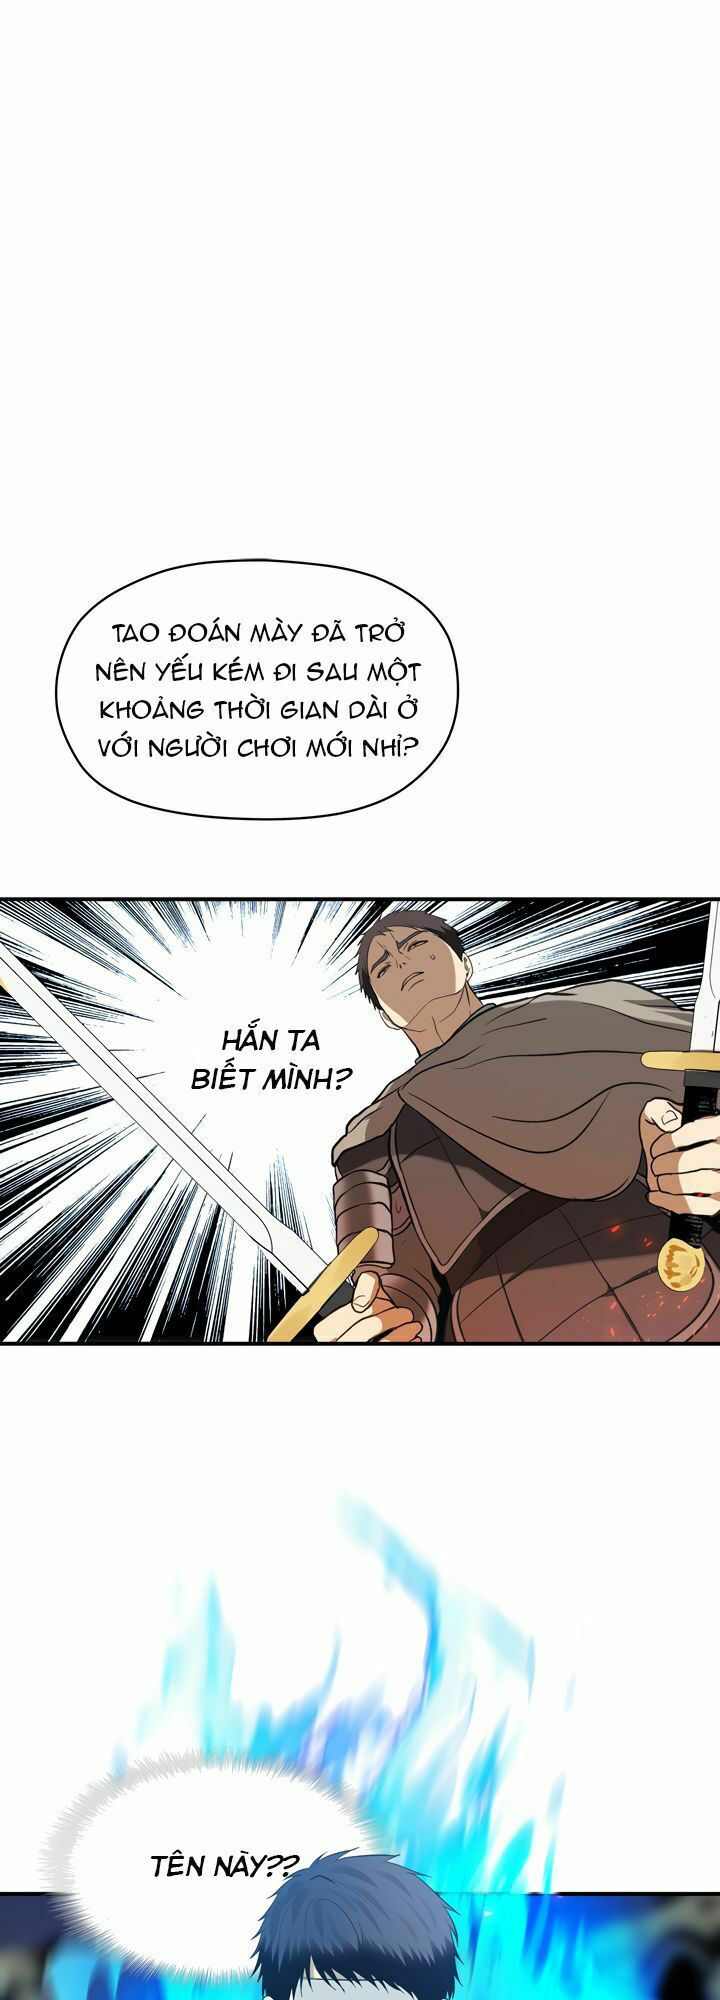 TAO ĐOÁN MÀY ĐÃ TRỞ
NÊN YẾU KÉM ĐI SAU MỘT
KHOẢNG THỜI GIAN DÀI Ở
VỚI NGƯỜI CHƠI MỚI NHỈ?
HẮN TA
BIẾT MÌNH?
TÊN NÀY??